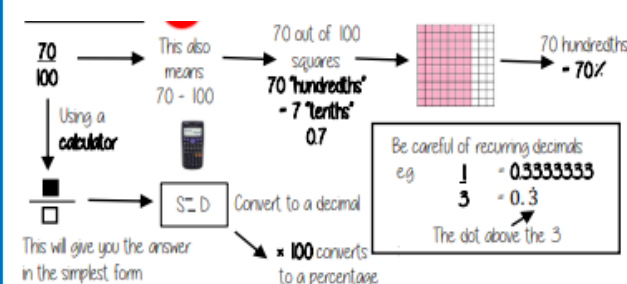 70
100
This also
means
70 - 100
70 out of 100
squares
70 "hundredths"
- 7 "tenths"
0.7
70 hundredths
- 70%
Using a
calculator
S=D
Convert to a decimal
This will give you the answer
in the simplest form
× 100 converts
to a percentage
Be careful of recurring decimals
eg 1/3 - 0.3333333
- 0.3̇
The dot above the 3